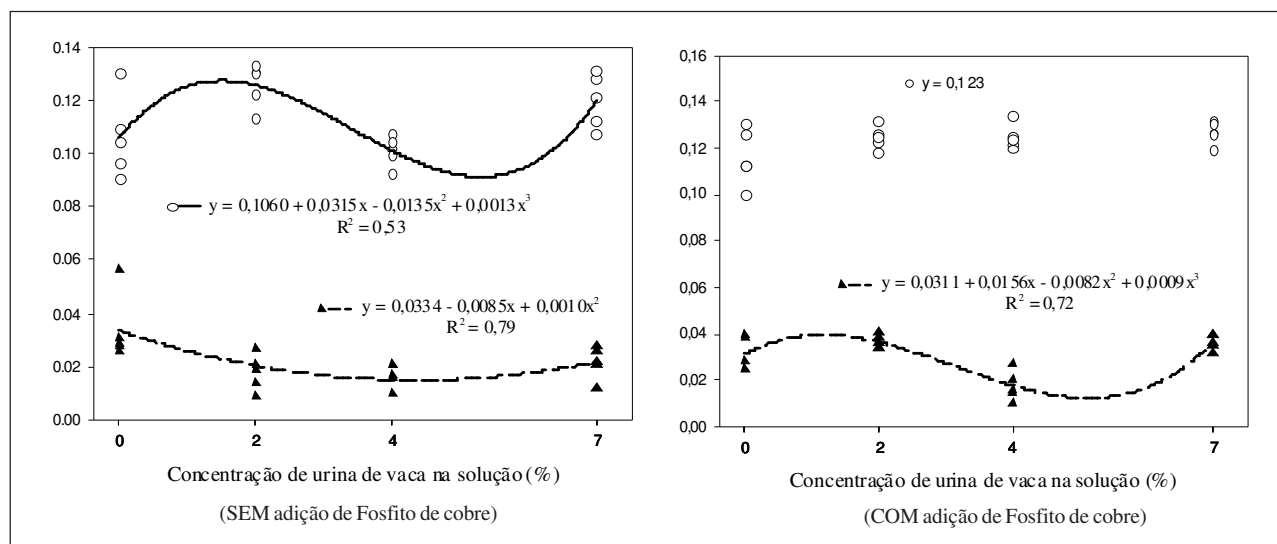 0.14
0.12
0.10
0.08
0.06
0.04
0.02
0.00
y = 0,1060 + 0,0315x - 0,0135x² + 0,0013x³
R² = 0,53
y = 0,0334 - 0,0085x + 0,0010x²
R² = 0,79
0 2 4 7
Concentração de urina de vaca na solução (%)
(SEM adição de Fosfito de cobre)
0,16
0,14
0,12
0,10
0,08
0,06
0,04
0,02
0,00
y = 0,123
y = 0,0311 + 0,0156x - 0,0082x² + 0,0009x³
R² = 0,72
0 2 4 7
Concentração de urina de vaca na solução (%)
(COM adição de Fosfito de cobre)